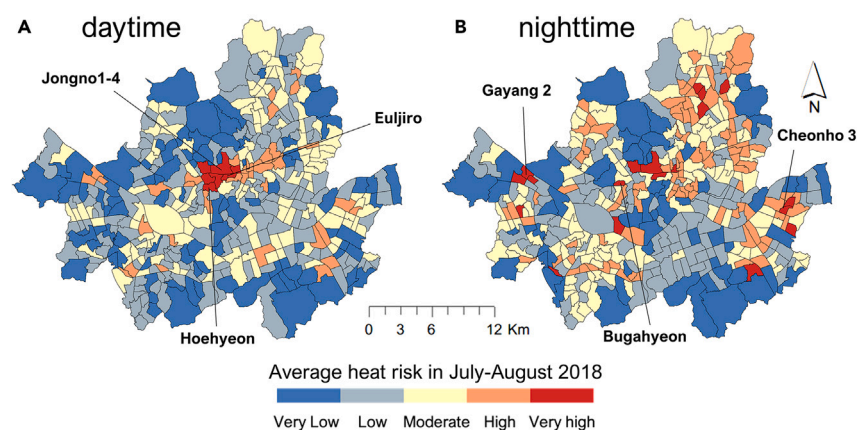 A daytime
Jongno1-4
Euljiro
Hoehyeon
B nighttime
Gayang 2
N
Cheonho 3
Bugahyeon
0 3 6 12 Km
Average heat risk in July-August 2018
Very Low Low Moderate High Very high